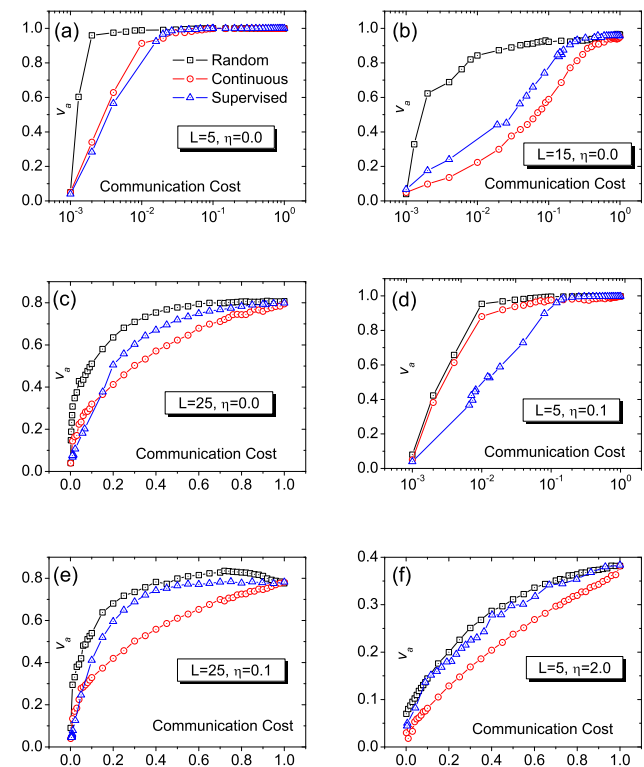 (a)
1.0
0.8
0.6
0.4
0.2
0.0
v_a
Random
Continuous
Supervised
L=5, η=0.0
Communication Cost
10^-3 10^-2 10^-1 10^0
(b)
1.0
0.8
0.6
0.4
0.2
0.0
v_a
L=15, η=0.0
Communication Cost
10^-3 10^-2 10^-1 10^0
(c)
0.8
0.6
0.4
0.2
0.0
v_a
L=25, η=0.0
Communication Cost
0.0 0.2 0.4 0.6 0.8 1.0
(d)
1.0
0.8
0.6
0.4
0.2
0.0
v_a
L=5, η=0.1
Communication Cost
10^-3 10^-2 10^-1 10^0
(e)
0.8
0.6
0.4
0.2
0.0
v_a
L=25, η=0.1
Communication Cost
0.0 0.2 0.4 0.6 0.8 1.0
(f)
0.4
0.3
0.2
0.1
0.0
v_a
L=5, η=2.0
Communication Cost
0.0 0.2 0.4 0.6 0.8 1.0